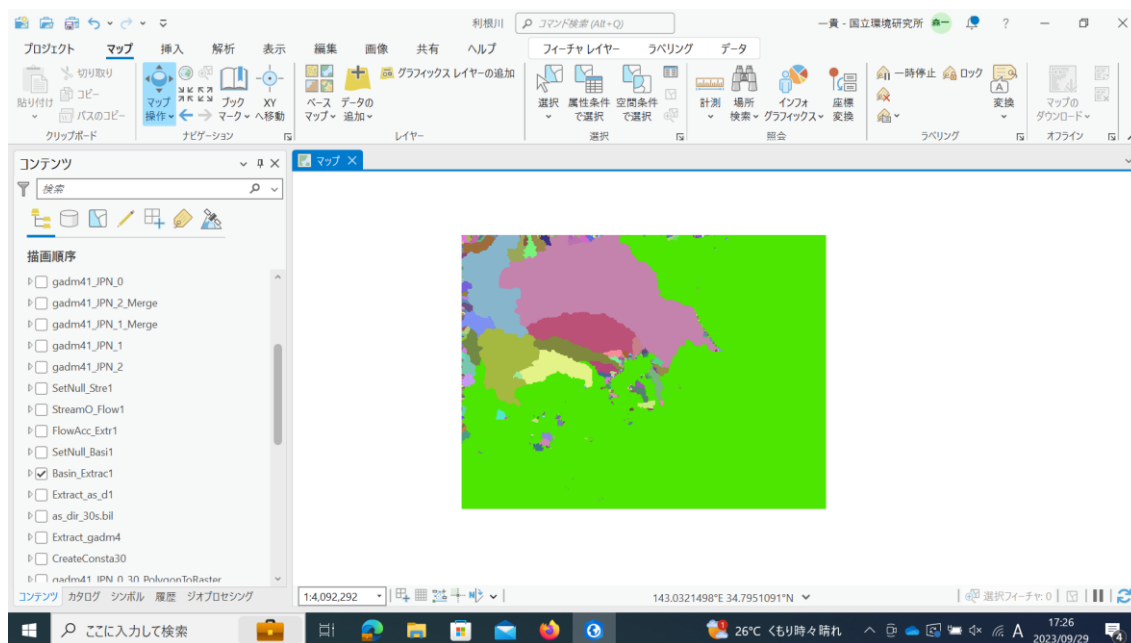 利根川
コマンド検索 (Alt+Q)
一貴 - 国立環境研究所
森一
?
プロジェクト マップ 挿入 解析 表示 編集 画像 共有 ヘルプ フィーチャ レイヤー ラベリング データ
貼り付け
切り取り
コピー
パスのコピー
クリップボード
マップ操作
ブックマーク
XYへ移動
ナビゲーション
ベースマップ
データの追加
グラフィックス レイヤーの追加
レイヤー
選択
属性条件で選択
空間条件で選択
選択
計測
場所検索
インフォグラフィックス
座標変換
照会
一時停止
ロック
変換
ラベリング
マップのダウンロード
オフライン
コンテンツ
検索
描画順序
gadm41_JPN_0
gadm41_JPN_2_Merge
gadm41_JPN_1_Merge
gadm41_JPN_1
gadm41_JPN_2
SetNull_Stre1
StreamO_Flow1
FlowAcc_Extr1
SetNull_Basi1
Basin_Extrac1
Extract_as_d1
as_dir_30s.bil
Extract_gadm4
CreateConsta30
gadm41_JPN_0_30_PolygonToRaster
コンテンツ カタログ シンボル 履歴 ジオプロセシング
マップ
1:4,092,292
143.0321498°E 34.7951091°N
選択フィーチャ: 0
ここに入力して検索
1
26°C くもり時々晴れ
A
17:26
2023/09/29
4